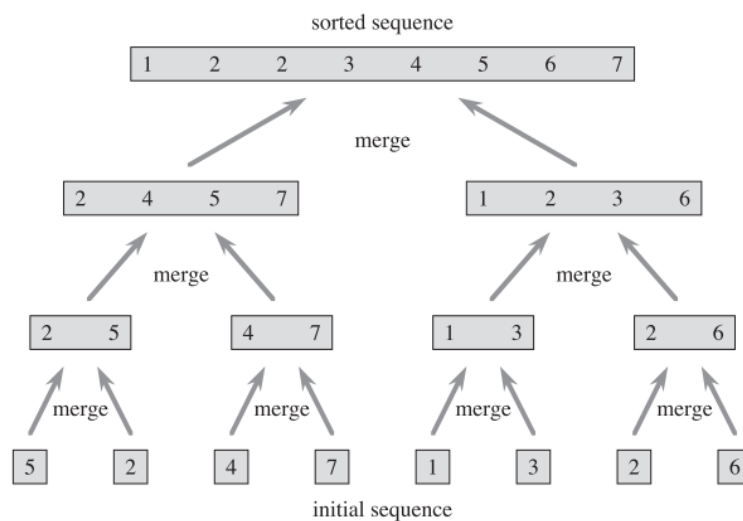 sorted sequence
1 2 2 3 4 5 6 7
merge
2 4 5 7 1 2 3 6
merge merge
2 5 4 7 1 3 2 6
merge merge merge merge
5 2 4 7 1 3 2 6
initial sequence